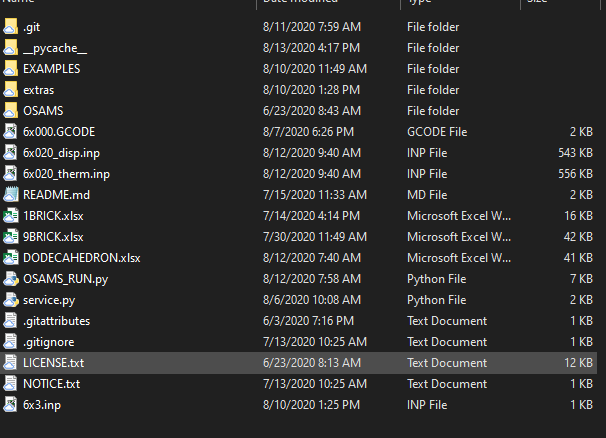 Date modified Type Size
.git 8/11/2020 7:59 AM File folder
__pycache__ 8/13/2020 4:17 PM File folder
EXAMPLES 8/10/2020 11:49 AM File folder
extras 8/10/2020 1:28 PM File folder
OSAMS 6/23/2020 8:43 AM File folder
6x000.GCODE 8/7/2020 6:26 PM GCODE File 2 KB
6x020_disp.inp 8/12/2020 9:40 AM INP File 543 KB
6x020_therm.inp 8/12/2020 9:40 AM INP File 556 KB
README.md 7/15/2020 11:33 AM MD File 2 KB
1BRICK.xlsx 7/14/2020 4:14 PM Microsoft Excel W... 16 KB
9BRICK.xlsx 7/30/2020 11:49 AM Microsoft Excel W... 42 KB
DODECAHEDRON.xlsx 8/12/2020 7:40 AM Microsoft Excel W... 41 KB
OSAMS_RUN.py 8/12/2020 7:58 AM Python File 7 KB
service.py 8/6/2020 10:08 AM Python File 2 KB
.gitattributes 6/3/2020 7:16 PM Text Document 1 KB
.gitignore 7/13/2020 10:25 AM Text Document 1 KB
LICENSE.txt 6/23/2020 8:13 AM Text Document 12 KB
NOTICE.txt 7/13/2020 10:25 AM Text Document 1 KB
6x3.inp 8/10/2020 1:25 PM INP File 1 KB